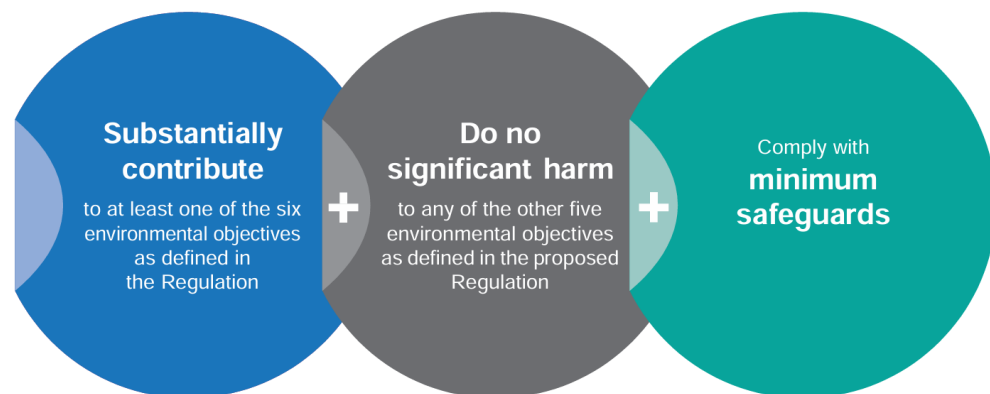 Substantially
contribute
to at least one of the six
environmental objectives
as defined in
the Regulation
+
Do no
significant harm
to any of the other five
environmental objectives
as defined in the proposed
Regulation
+
Comply with
minimum
safeguards